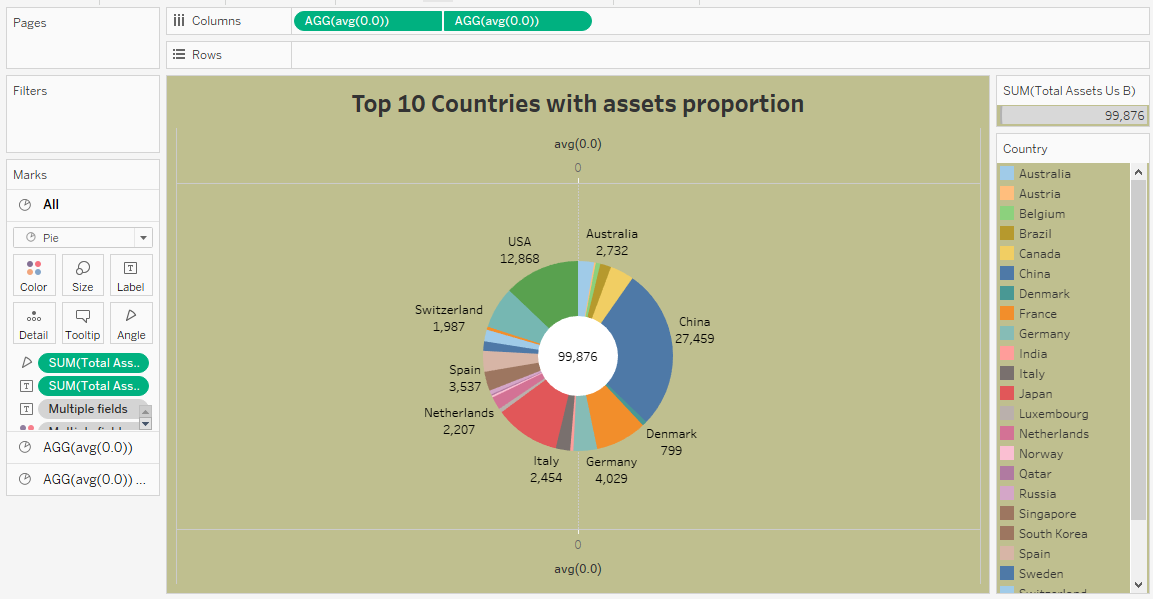 Pages
Columns
AGG(avg(0.0))
AGG(avg(0.0))
Rows
Filters
Marks
All
Pie
Color
Size
Label
Detail
Tooltip
Angle
SUM(Total Ass..
SUM(Total Ass..
Multiple fields
AGG(avg(0.0))
AGG(avg(0.0)) ...
Top 10 Countries with assets proportion
avg(0.0)
0
USA
12,868
Australia
2,732
Switzerland
1,987
China
27,459
99,876
Spain
3,537
Netherlands
2,207
Denmark
799
Italy
2,454
Germany
4,029
0
avg(0.0)
SUM(Total Assets Us B)
99,876
Country
Australia
Austria
Belgium
Brazil
Canada
China
Denmark
France
Germany
India
Italy
Japan
Luxembourg
Netherlands
Norway
Qatar
Russia
Singapore
South Korea
Spain
Sweden
Switzerland